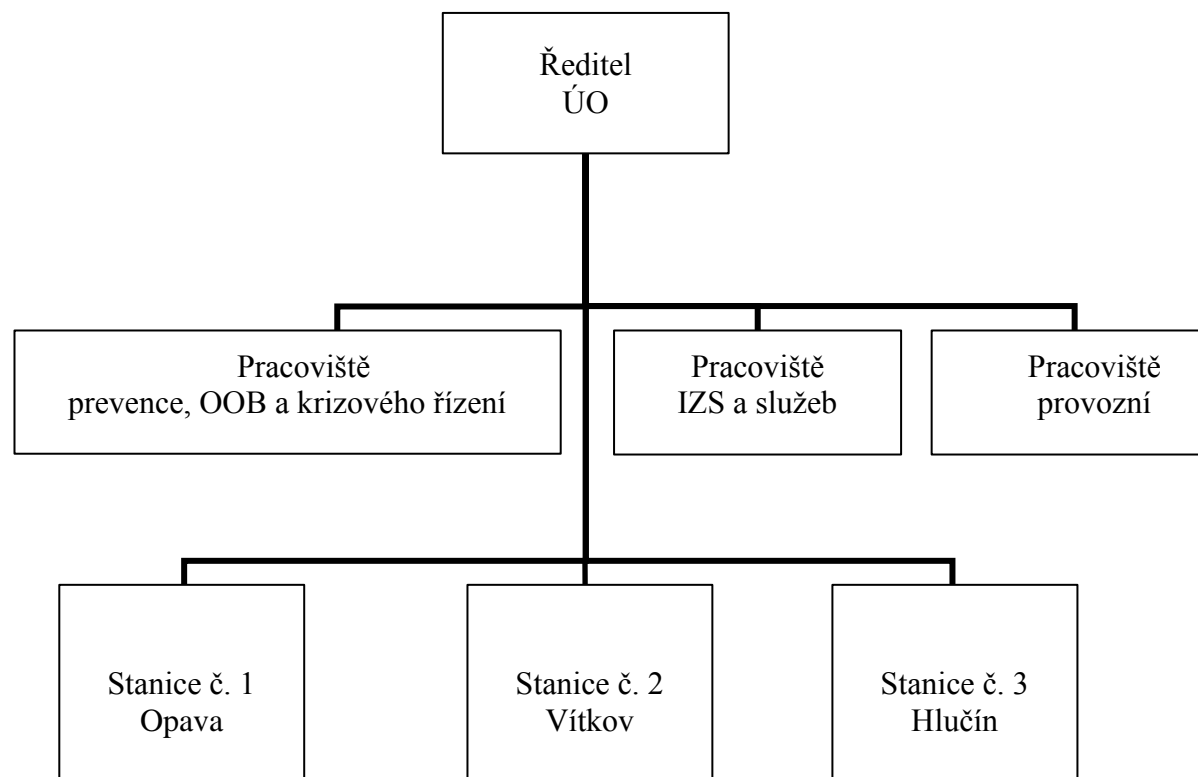 Ředitel
ÚO
Pracoviště
prevence, OOB a krizového řízení
Pracoviště
IZS a služeb
Pracoviště
provozní
Stanice č. 1
Opava
Stanice č. 2
Vítkov
Stanice č. 3
Hlučín